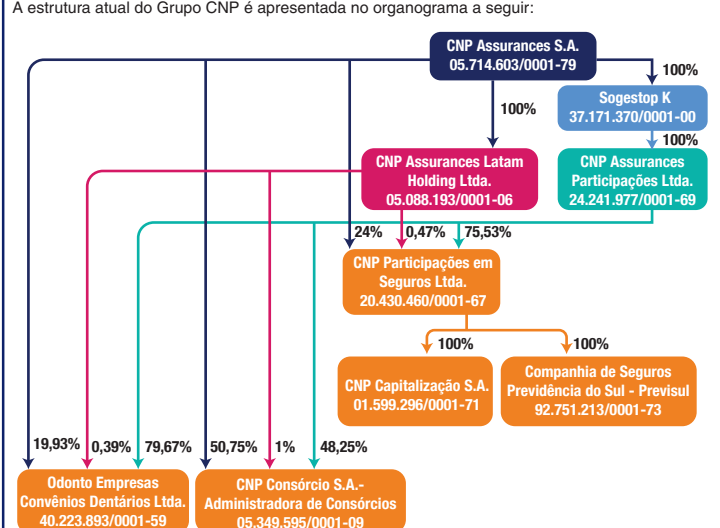 A estrutura atual do Grupo CNP é apresentada no organograma a seguir:
CNP Assurances S.A.
05.714.603/0001-79
100%
100%
Sogestop K
37.171.370/0001-00
100%
CNP Assurances Latam
Holding Ltda.
05.088.193/0001-06
CNP Assurances
Participações Ltda.
24.241.977/0001-69
24%
0,47%
75,53%
CNP Participações em
Seguros Ltda.
20.430.460/0001-67
100%
100%
CNP Capitalização S.A.
01.599.296/0001-71
Companhia de Seguros
Previdência do Sul - Previsul
92.751.213/0001-73
19,93%
0,39%
79,67%
50,75%
1%
48,25%
Odonto Empresas
Convênios Dentários Ltda.
40.223.893/0001-59
CNP Consórcio S.A.-
Administradora de Consórcios
05.349.595/0001-09